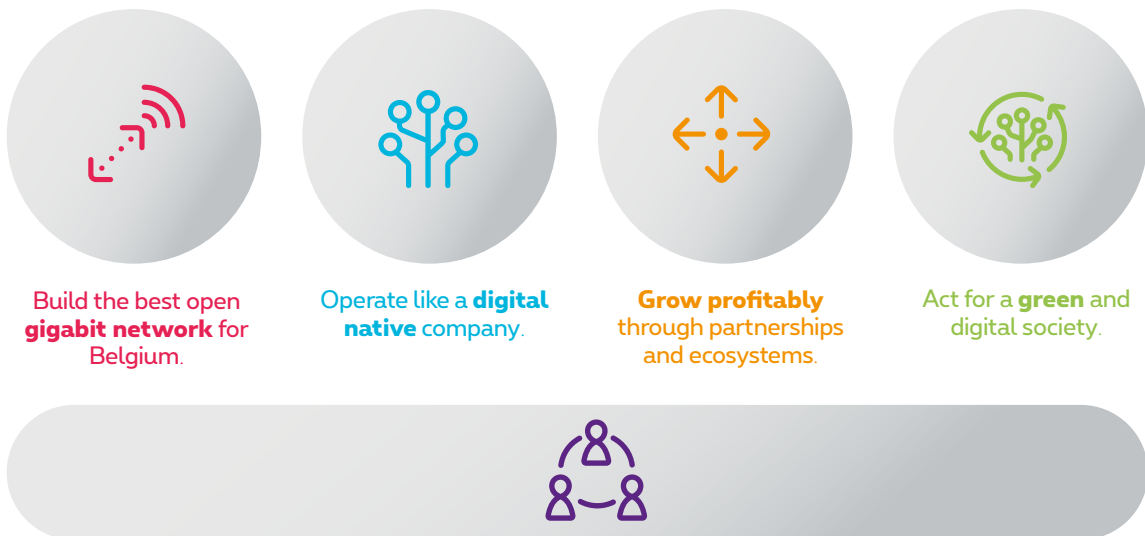 Build the best open
gigabit network for
Belgium.
Operate like a digital
native company.
Grow profitably
through partnerships
and ecosystems.
Act for a green and
digital society.